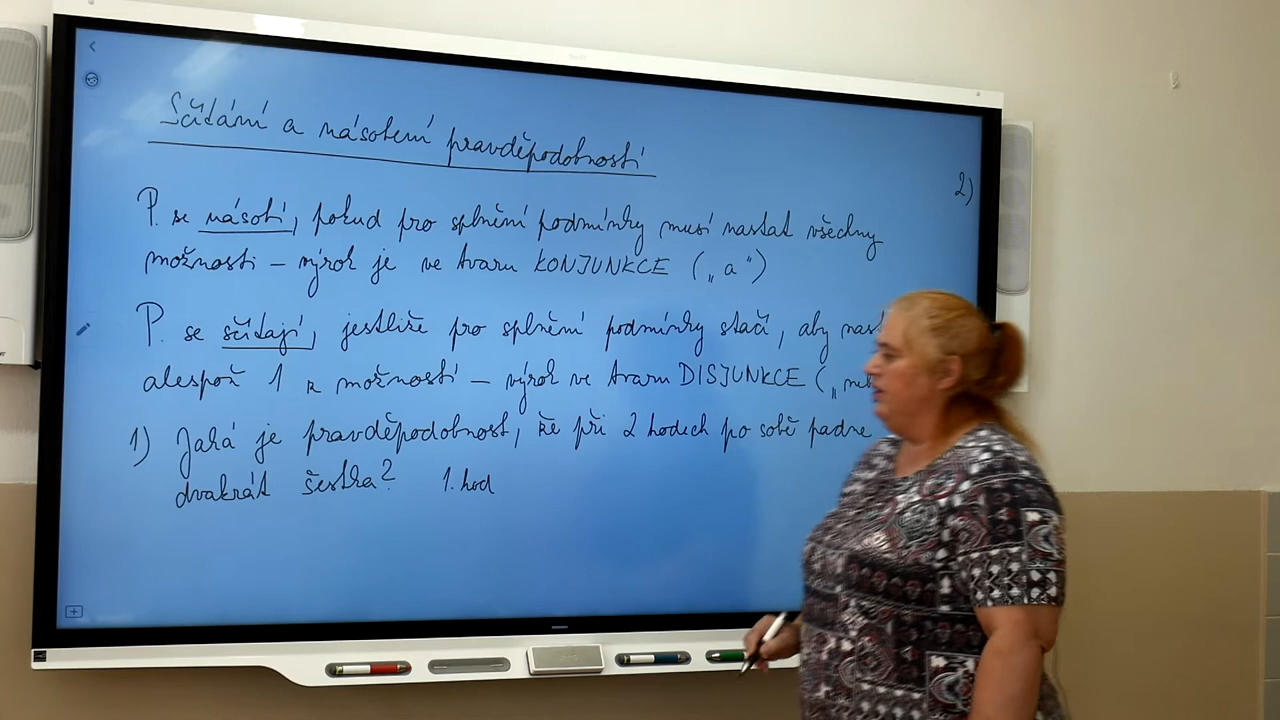 Sčítání a násobení pravděpodobností
P. se násobí, pokud pro splnění podmínky musí nastat všechny
možnosti – výrok je ve tvaru KONJUNKCE („a“)
P. se sčítají, jestliže pro splnění podmínky stačí, aby nas
alespoň 1 z možností – výrok ve tvaru DISJUNKCE („neb
1) Jaká je pravděpodobnost, že při 2 hodech po sobě padne
dvakrát šestka? 1. hod
2)